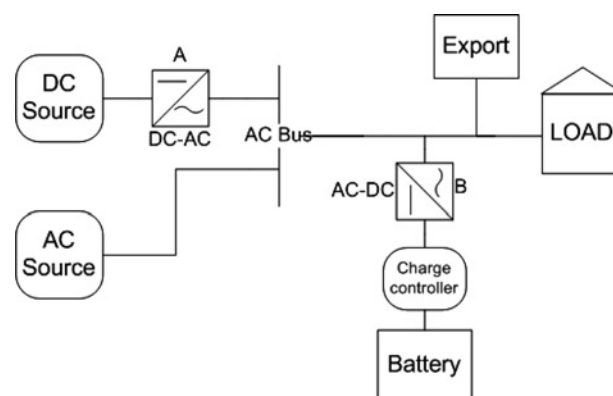 DC
Source
A
DC-AC
AC Bus
Export
LOAD
AC-DC
B
AC
Source
Charge
controller
Battery